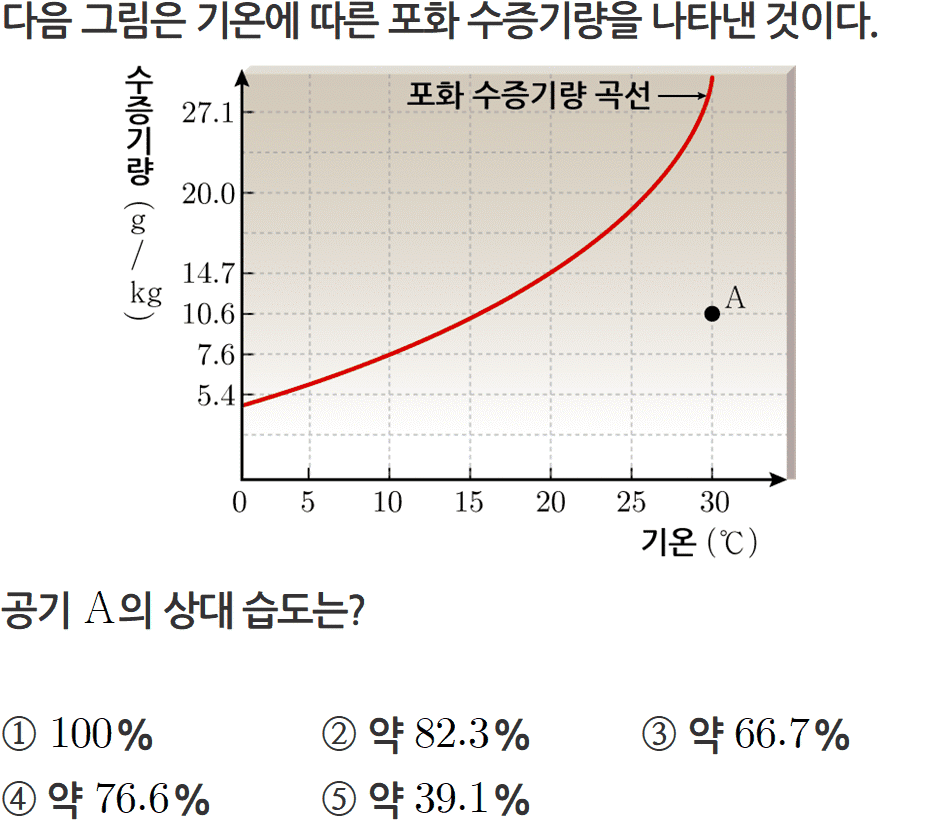 다음 그림은 기온에 따른 포화 수증기량을 나타낸 것이다.
수증기량 (g/kg)
포화 수증기량 곡선
27.1
20.0
14.7
10.6
7.6
5.4
A
0 5 10 15 20 25 30
기온 (℃)
공기 A의 상대 습도는?
① 100% ② 약 82.3% ③ 약 66.7%
④ 약 76.6% ⑤ 약 39.1%